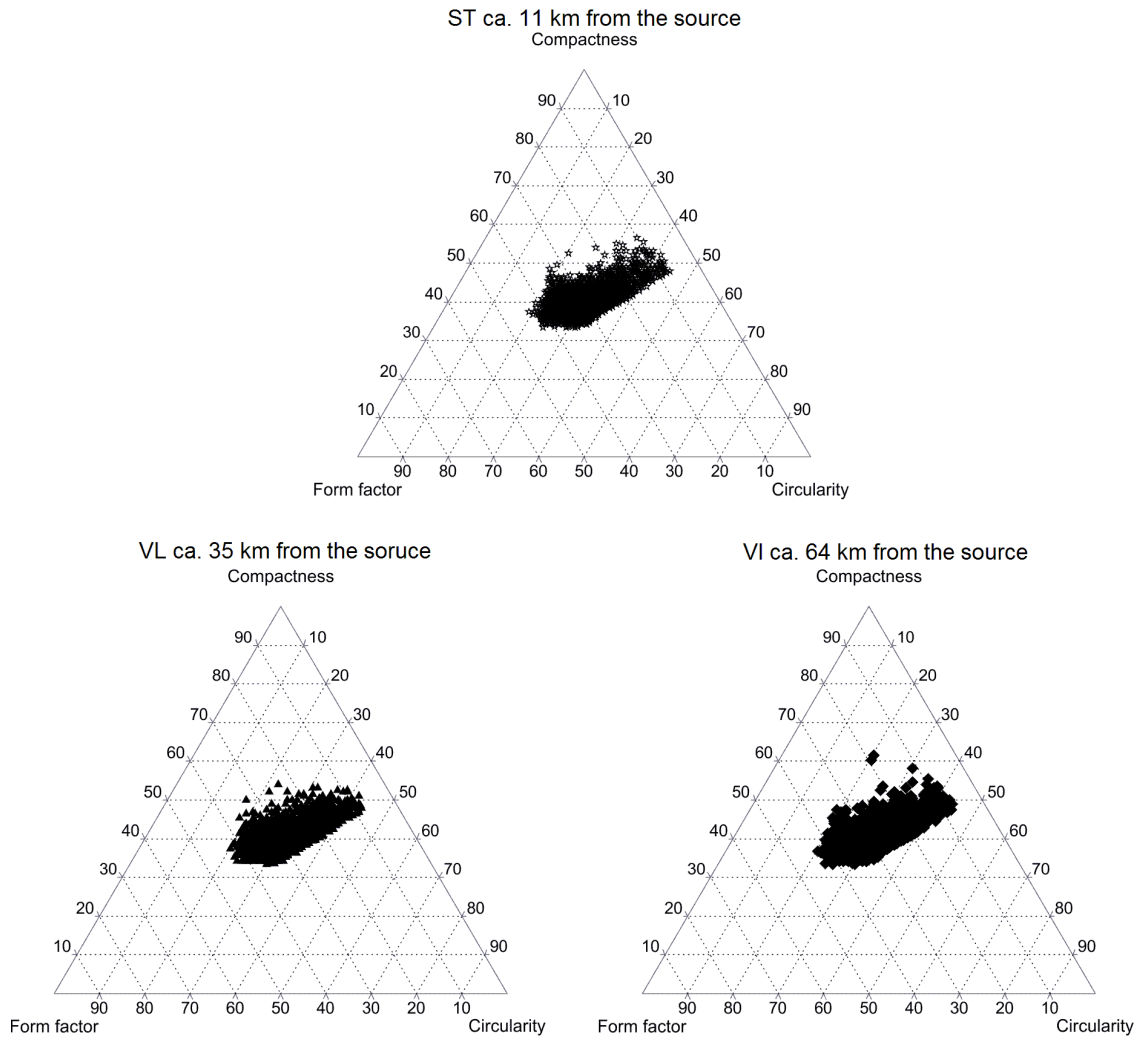 ST ca. 11 km from the source
Compactness
90 10
80 20
70 30
60 40
50 50
40 60
30 70
20 80
10 90
90 80 70 60 50 40 30 20 10
Form factor Circularity
VL ca. 35 km from the soruce
Compactness
90 10
80 20
70 30
60 40
50 50
40 60
30 70
20 80
10 90
90 80 70 60 50 40 30 20 10
Form factor Circularity
VI ca. 64 km from the source
Compactness
90 10
80 20
70 30
60 40
50 50
40 60
30 70
20 80
10 90
90 80 70 60 50 40 30 20 10
Form factor Circularity